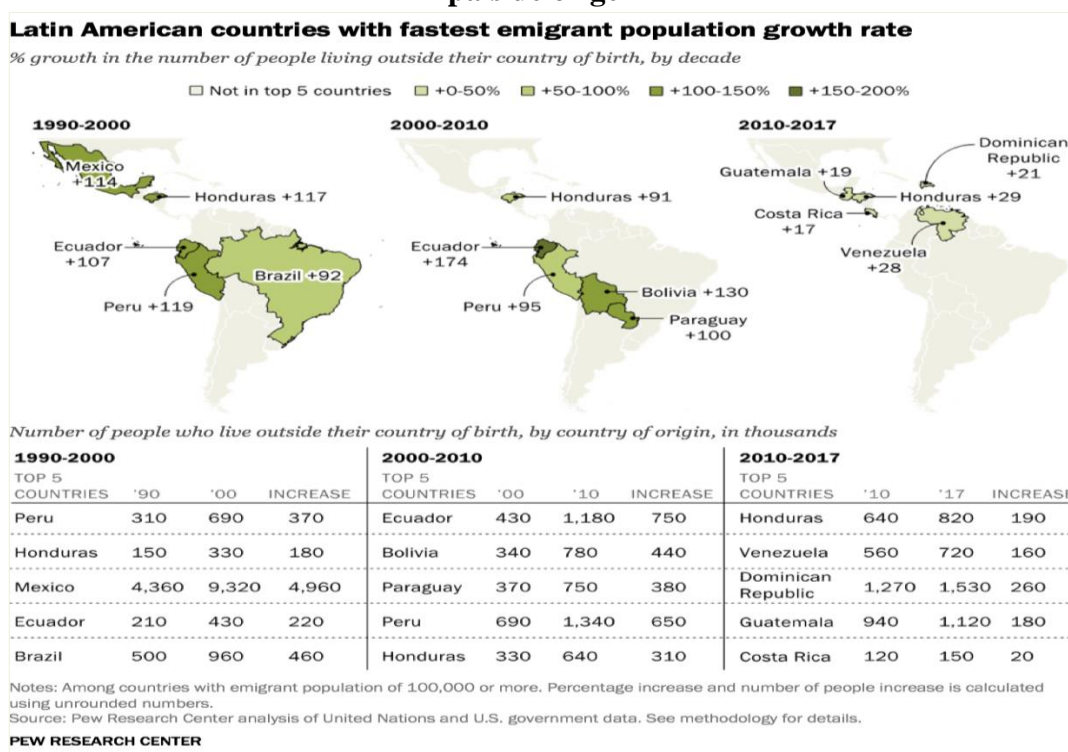 Latin American countries with fastest emigrant population growth rate
% growth in the number of people living outside their country of birth, by decade
Not in top 5 countries +0-50% +50-100% +100-150% +150-200%
1990-2000
Mexico
+114
Honduras +117
Ecuador
+107
Brazil +92
Peru +119
2000-2010
Honduras +91
Ecuador
+174
Peru +95
Bolivia +130
Paraguay
+100
2010-2017
Dominican
Republic
+21
Guatemala +19
Honduras +29
Costa Rica
+17
Venezuela
+28
Number of people who live outside their country of birth, by country of origin, in thousands
1990-2000
TOP 5
COUNTRIES '90 '00 INCREASE
Peru 310 690 370
Honduras 150 330 180
Mexico 4,360 9,320 4,960
Ecuador 210 430 220
Brazil 500 960 460
2000-2010
TOP 5
COUNTRIES '00 '10 INCREASE
Ecuador 430 1,180 750
Bolivia 340 780 440
Paraguay 370 750 380
Peru 690 1,340 650
Honduras 330 640 310
2010-2017
TOP 5
COUNTRIES '10 '17 INCREASE
Honduras 640 820 190
Venezuela 560 720 160
Dominican
Republic 1,270 1,530 260
Guatemala 940 1,120 180
Costa Rica 120 150 20
Notes: Among countries with emigrant population of 100,000 or more. Percentage increase and number of people increase is calculated
using unrounded numbers.
Source: Pew Research Center analysis of United Nations and U.S. government data. See methodology for details.
PEW RESEARCH CENTER